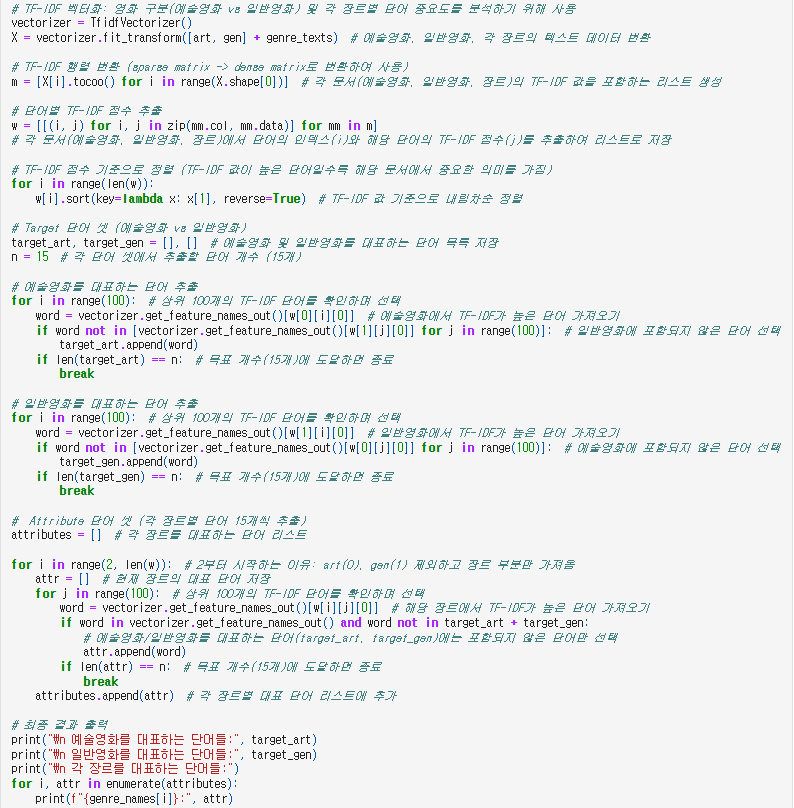 # TF-IDF 벡터화: 영화 구분(예술영화 vs 일반영화) 및 각 장르별 단어 중요도를 분석하기 위해 사용
vectorizer = TfidfVectorizer()
X = vectorizer.fit_transform([art, gen] + genre_texts)  # 예술영화, 일반영화, 각 장르의 텍스트 데이터 변환

# TF-IDF 행렬 변환 (sparse matrix -> dense matrix로 변환하여 사용)
m = [X[i].tocoo() for i in range(X.shape[0])]  # 각 문서(예술영화, 일반영화, 장르)의 TF-IDF 값을 포함하는 리스트 생성

# 단어별 TF-IDF 점수 추출
w = [[(i, j) for i, j in zip(mm.col, mm.data)] for mm in m]
# 각 문서(예술영화, 일반영화, 장르)에서 단어의 인덱스(i)와 해당 단어의 TF-IDF 점수(j)를 추출하여 리스트로 저장

# TF-IDF 점수 기준으로 정렬 (TF-IDF 값이 높은 단어일수록 해당 문서에서 중요한 의미를 가짐)
for i in range(len(w)):
    w[i].sort(key=lambda x: x[1], reverse=True)  # TF-IDF 값 기준으로 내림차순 정렬

# Target 단어 셋 (예술영화 vs 일반영화)
target_art, target_gen = [], []  # 예술영화 및 일반영화를 대표하는 단어 목록 저장
n = 15  # 각 단어 셋에서 추출할 단어 개수 (15개)

# 예술영화를 대표하는 단어 추출
for i in range(100):  # 상위 100개의 TF-IDF 단어를 확인하며 선택
    word = vectorizer.get_feature_names_out()[w[0][i][0]]  # 예술영화에서 TF-IDF가 높은 단어 가져오기
    if word not in [vectorizer.get_feature_names_out()[w[1][j][0]] for j in range(100)]:  # 일반영화에 포함되지 않은 단어 선택
        target_art.append(word)
    if len(target_art) == n:  # 목표 개수(15개)에 도달하면 종료
        break

# 일반영화를 대표하는 단어 추출
for i in range(100):  # 상위 100개의 TF-IDF 단어를 확인하며 선택
    word = vectorizer.get_feature_names_out()[w[1][i][0]]  # 일반영화에서 TF-IDF가 높은 단어 가져오기
    if word not in [vectorizer.get_feature_names_out()[w[0][j][0]] for j in range(100)]:  # 예술영화에 포함되지 않은 단어 선택
        target_gen.append(word)
    if len(target_gen) == n:  # 목표 개수(15개)에 도달하면 종료
        break

#  Attribute 단어 셋 (각 장르별 단어 15개씩 추출)
attributes = []  # 각 장르를 대표하는 단어 리스트

for i in range(2, len(w)):  # 2부터 시작하는 이유: art(0), gen(1) 제외하고 장르 부분만 가져옴
    attr = []  # 현재 장르의 대표 단어 저장
    for j in range(100):  # 상위 100개의 TF-IDF 단어를 확인하며 선택
        word = vectorizer.get_feature_names_out()[w[i][j][0]]  # 해당 장르에서 TF-IDF가 높은 단어 가져오기
        if word in vectorizer.get_feature_names_out() and word not in target_art + target_gen:
            # 예술영화/일반영화를 대표하는 단어(target_art, target_gen)에는 포함되지 않은 단어만 선택
            attr.append(word)
        if len(attr) == n:  # 목표 개수(15개)에 도달하면 종료
            break
    attributes.append(attr)  # 각 장르별 대표 단어 리스트에 추가

# 최종 결과 출력
print("₩n 예술영화를 대표하는 단어들:", target_art)
print("₩n 일반영화를 대표하는 단어들:", target_gen)
print("₩n 각 장르를 대표하는 단어들:")
for i, attr in enumerate(attributes):
    print(f"{genre_names[i]}:", attr)